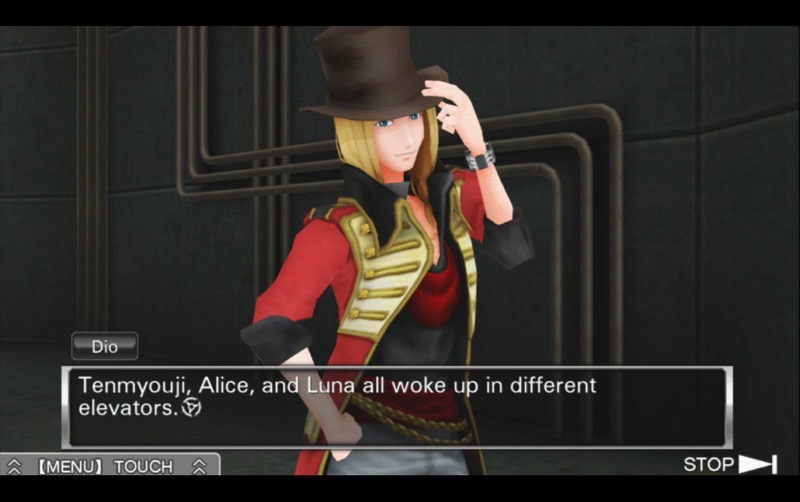 Dio
Tenmyouji, Alice, and Luna all woke up in different
elevators.
【MENU】 TOUCH
STOP